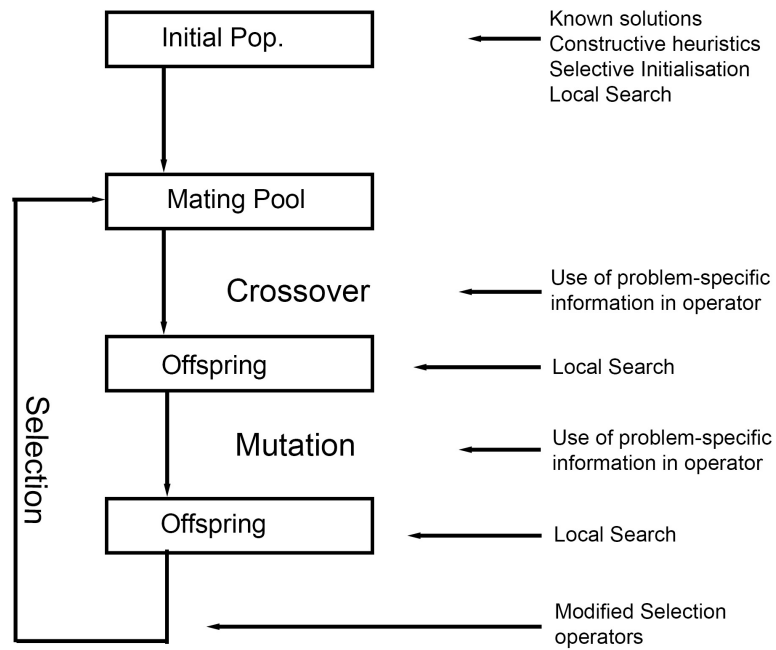 Initial Pop.
Known solutions
Constructive heuristics
Selective Initialisation
Local Search
Mating Pool
Crossover
Use of problem-specific
information in operator
Offspring
Local Search
Selection
Mutation
Use of problem-specific
information in operator
Offspring
Local Search
Modified Selection
operators